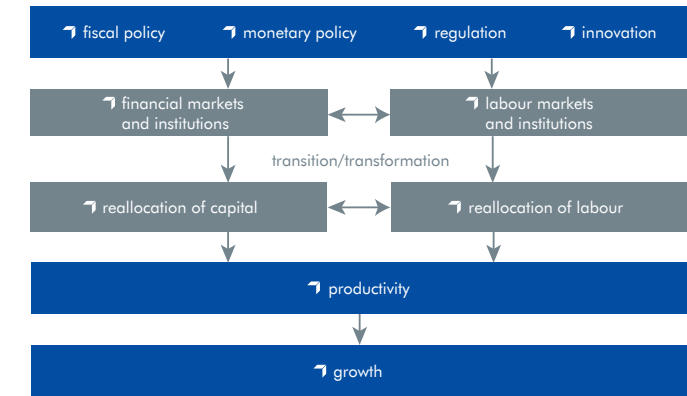 fiscal policy monetary policy regulation innovation
financial markets
and institutions
labour markets
and institutions
transition/transformation
reallocation of capital
reallocation of labour
productivity
growth